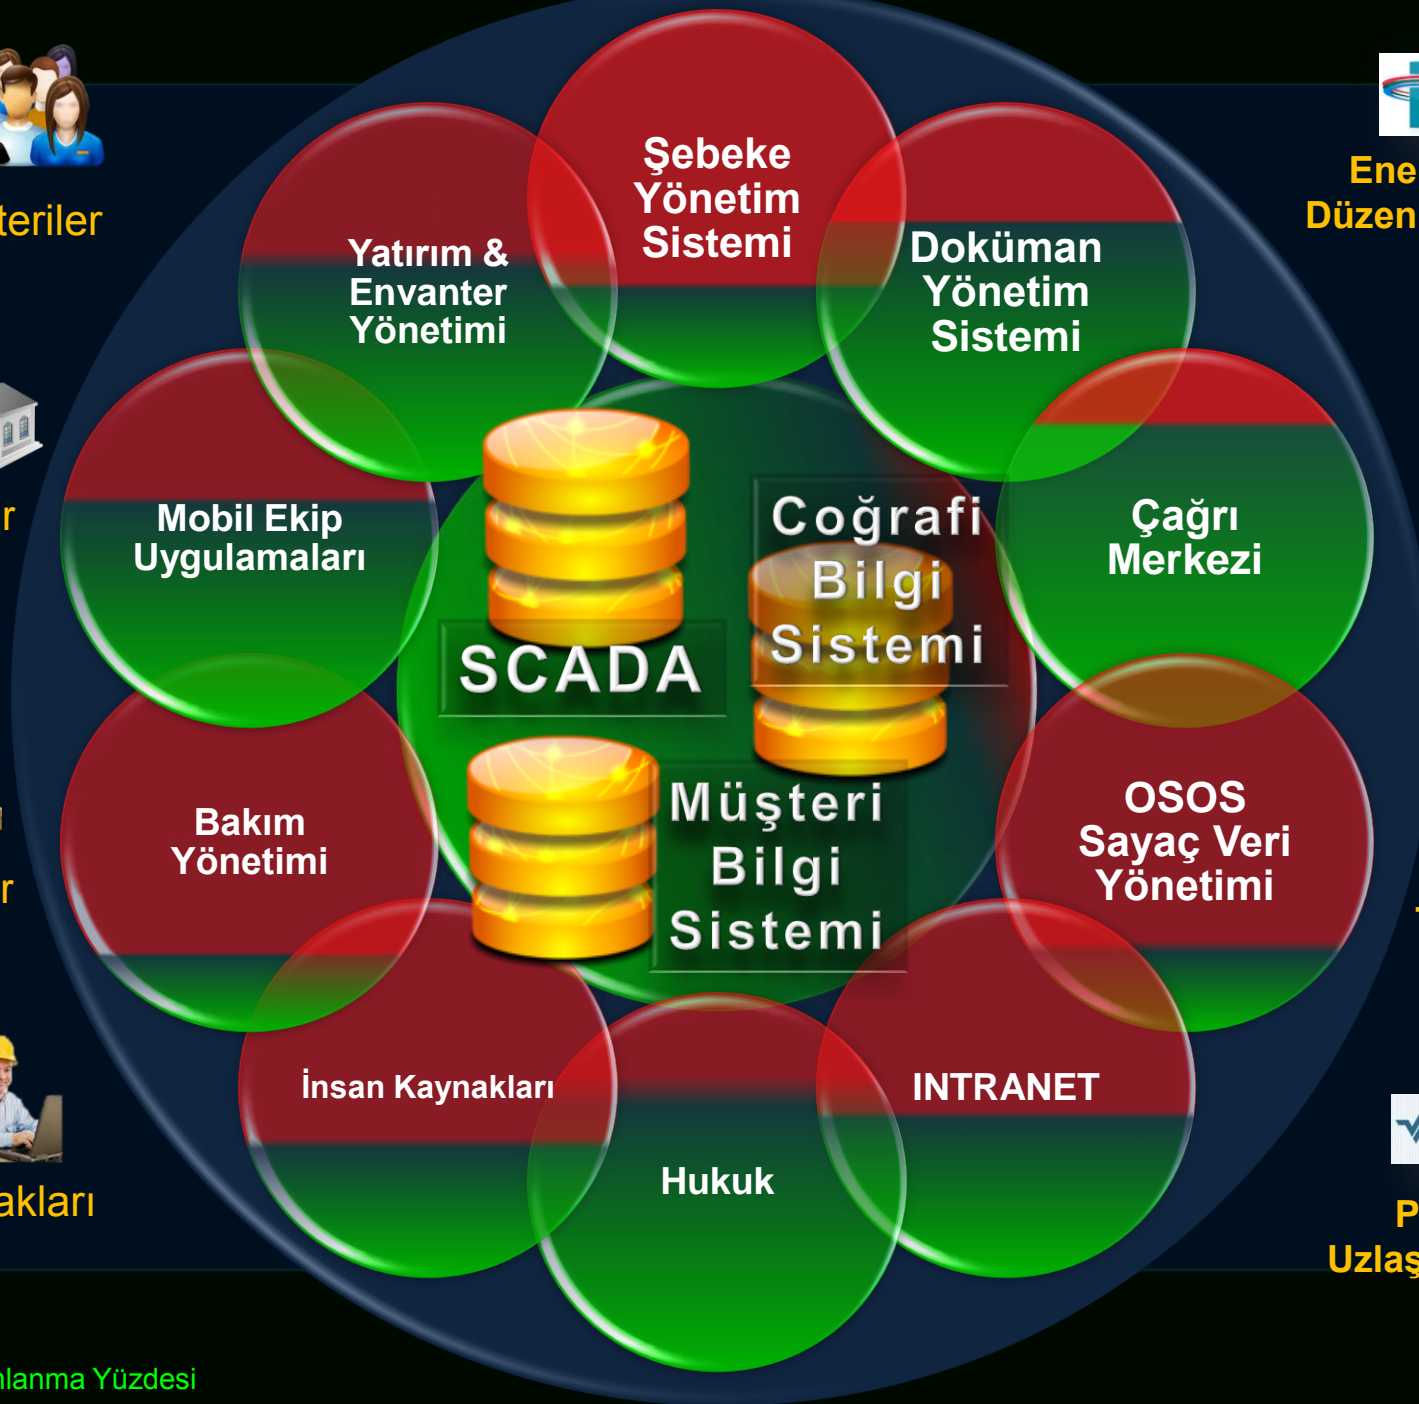 Şebeke
Yönetim
Sistemi
Yatırım &
Envanter
Yönetimi
Doküman
Yönetim
Sistemi
Mobil Ekip
Uygulamaları
Çağrı
Merkezi
SCADA
Coğrafi
Bilgi
Sistemi
Müşteri
Bilgi
Sistemi
Bakım
Yönetimi
OSOS
Sayaç Veri
Yönetimi
İnsan Kaynakları
Hukuk
INTRANET
teriler
r
r
akları
Ene
Düzen
P
Uzlaş
nlanma Yüzdesi